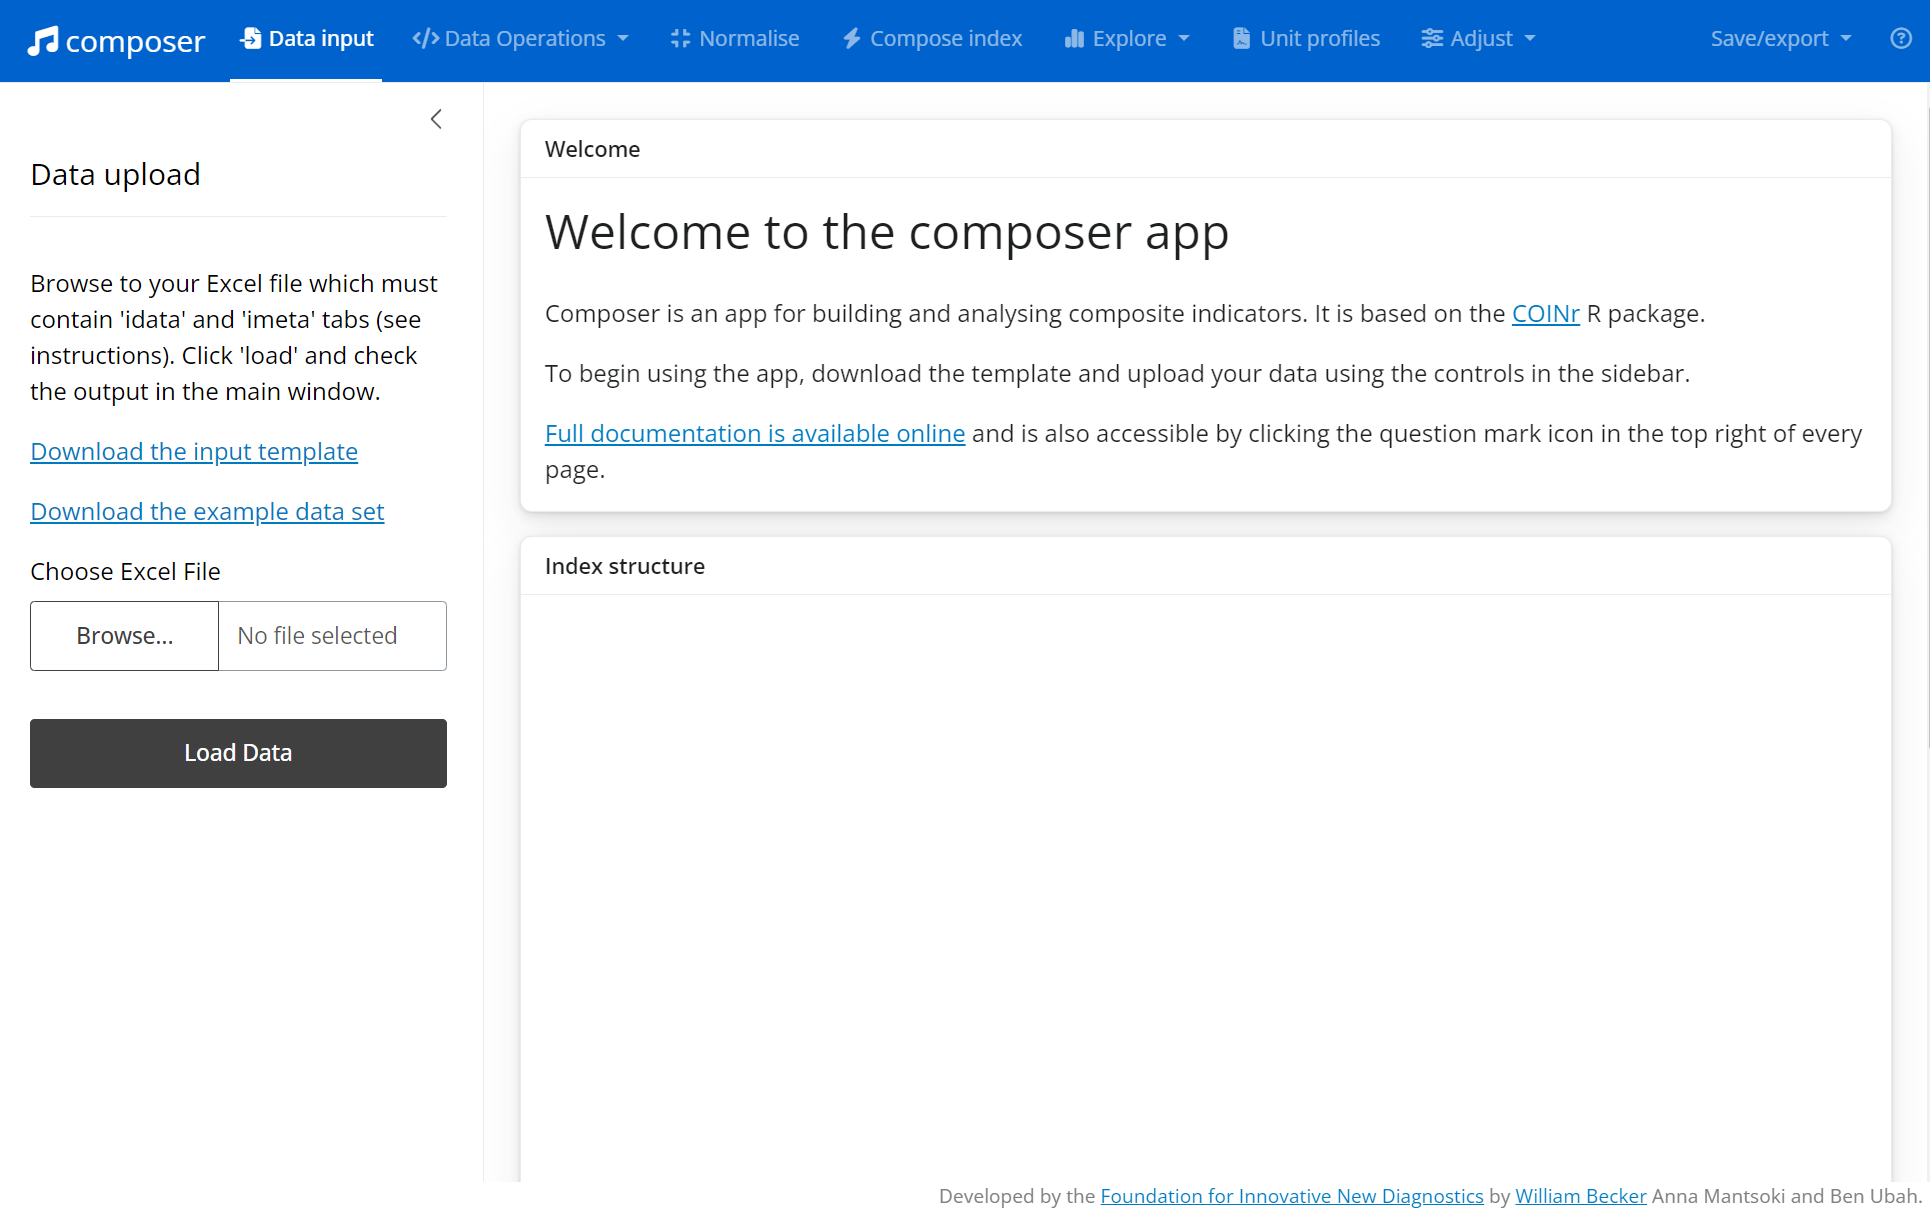 composer Data input Data Operations Normalise Compose index Explore Unit profiles Adjust Save/export
Data upload
Browse to your Excel file which must
contain 'idata' and 'imeta' tabs (see
instructions). Click 'load' and check
the output in the main window.
Download the input template
Download the example data set
Choose Excel File
Browse... No file selected
Load Data
Welcome
Welcome to the composer app
Composer is an app for building and analysing composite indicators. It is based on the COINr R package.
To begin using the app, download the template and upload your data using the controls in the sidebar.
Full documentation is available online and is also accessible by clicking the question mark icon in the top right of every
page.
Index structure
Developed by the Foundation for Innovative New Diagnostics by William Becker Anna Mantsoki and Ben Ubah.